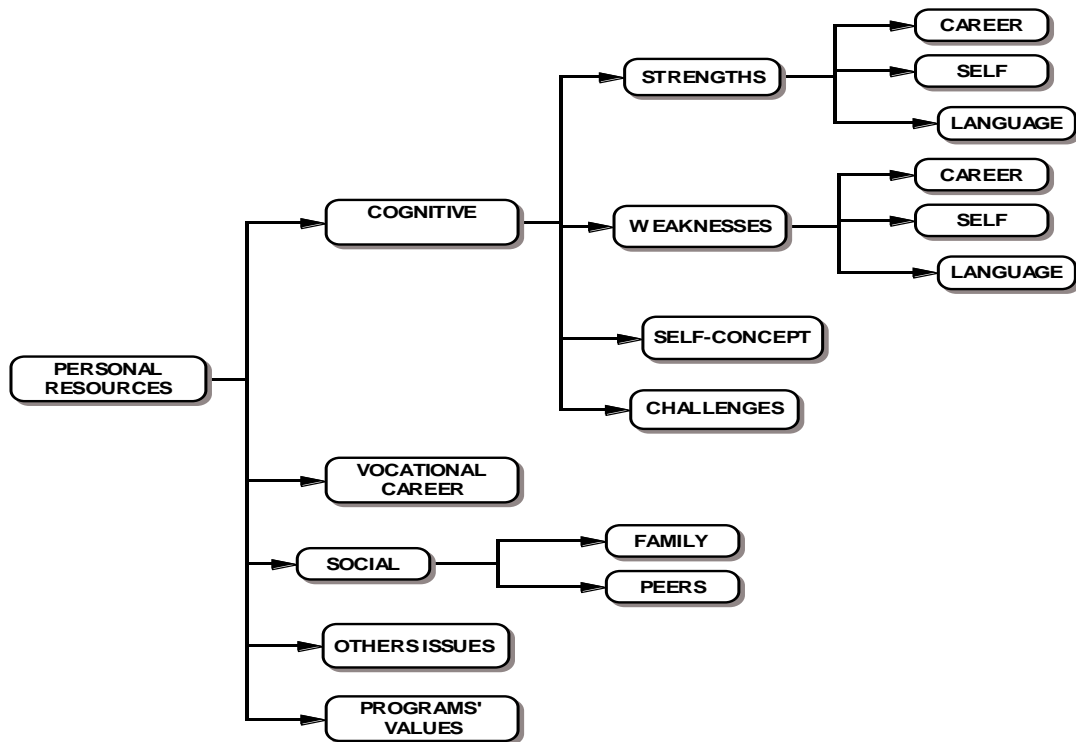 CAREER
STRENGTHS
SELF
LANGUAGE
CAREER
COGNITIVE
WEAKNESSES
SELF
LANGUAGE
SELF-CONCEPT
PERSONAL
RESOURCES
CHALLENGES
VOCATIONAL
CAREER
FAMILY
SOCIAL
PEERS
OTHERS ISSUES
PROGRAMS'
VALUES